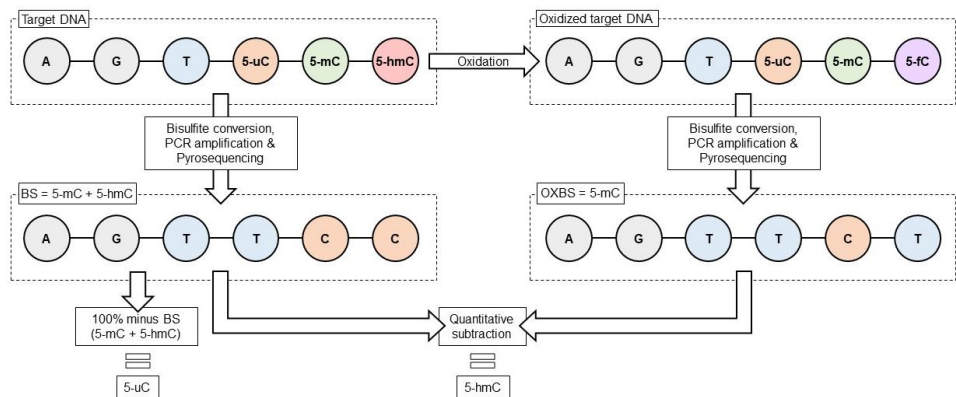 Target DNA
Oxidized target DNA
A G T 5-uC 5-mC 5-hmC
Oxidation
A G T 5-uC 5-mC 5-fC
Bisulfite conversion,
PCR amplification &
Pyrosequencing
Bisulfite conversion,
PCR amplification &
Pyrosequencing
BS = 5-mC + 5-hmC
OXBS = 5-mC
A G T T C C
A G T T C T
100% minus BS
(5-mC + 5-hmC)
Quantitative
subtraction
5-uC
5-hmC